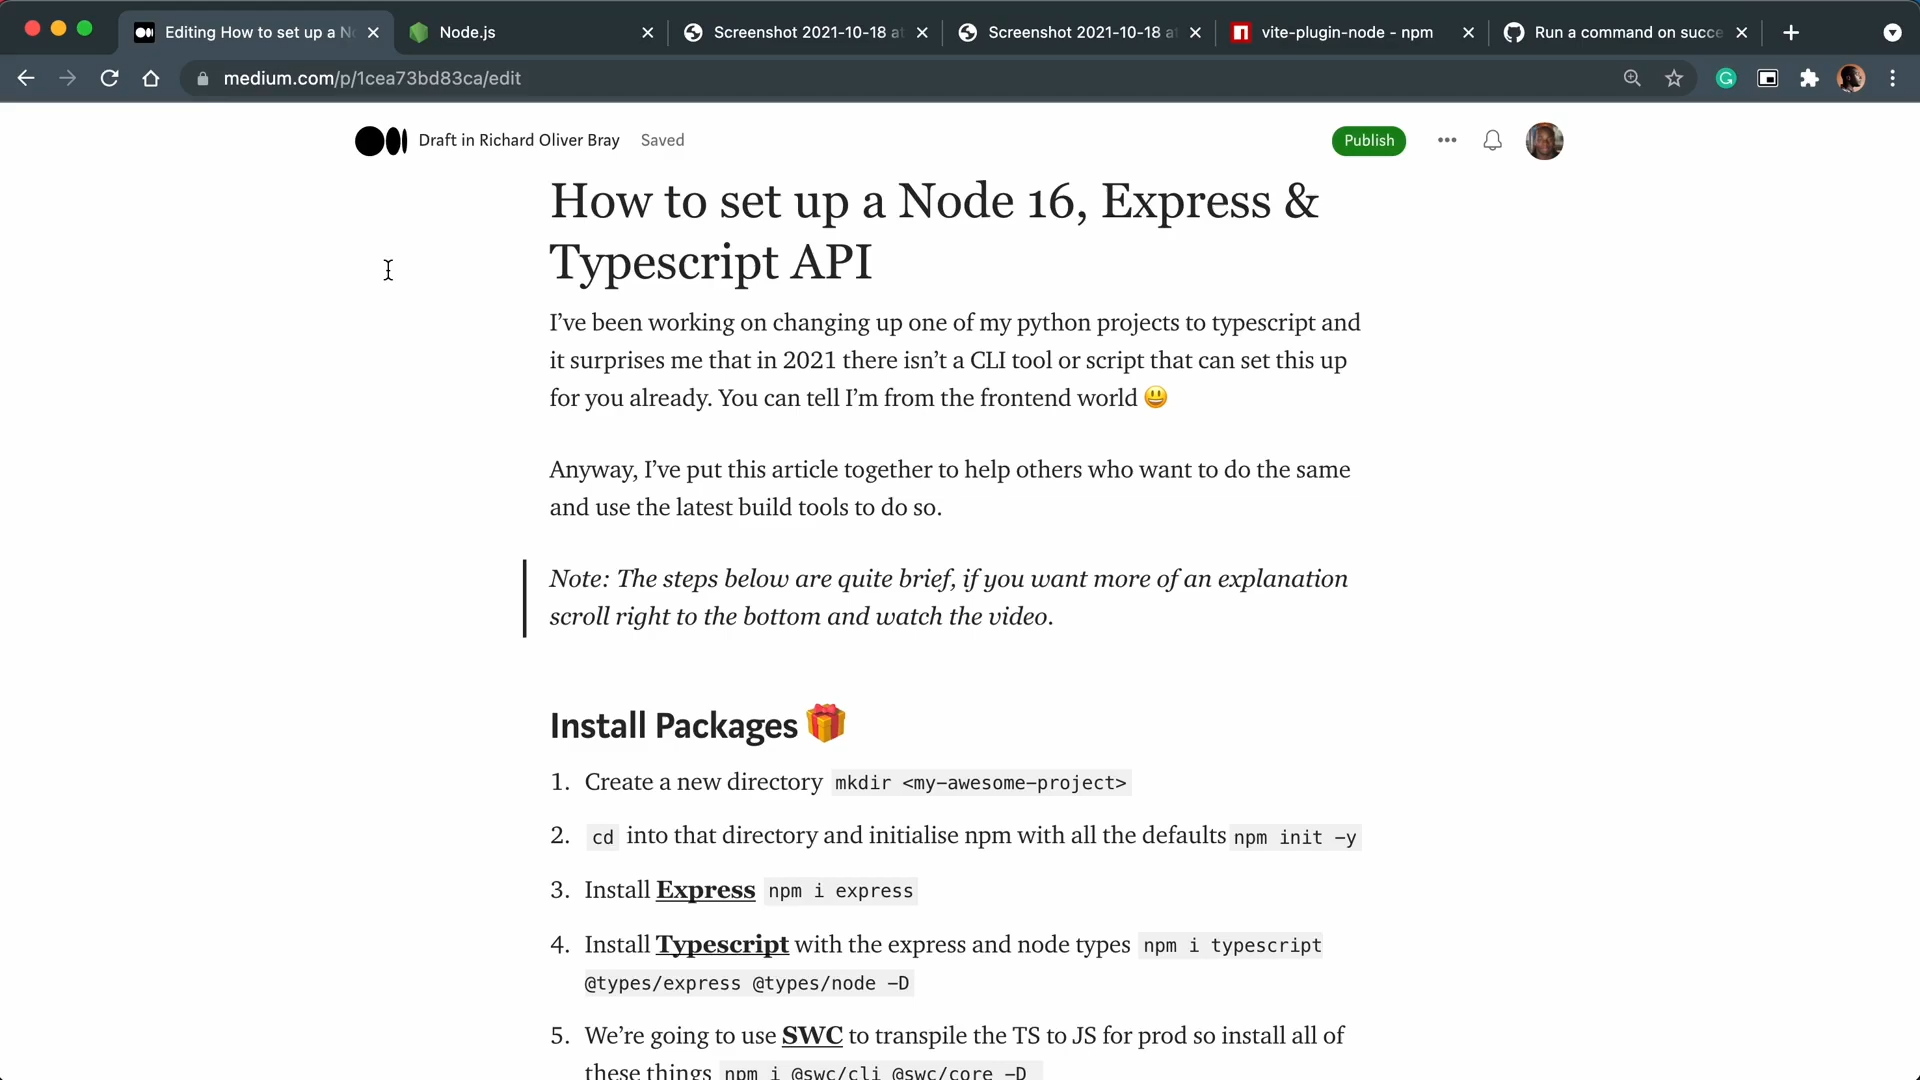 Editing How to set up a No
Node.js
Screenshot 2021-10-18 at
Screenshot 2021-10-18 at
vite-plugin-node - npm
Run a command on succe
medium.com/p/1cea73bd83ca/edit
Draft in Richard Oliver Bray
Saved
Publish
How to set up a Node 16, Express &
Typescript API
I’ve been working on changing up one of my python projects to typescript and
it surprises me that in 2021 there isn’t a CLI tool or script that can set this up
for you already. You can tell I’m from the frontend world 😃
Anyway, I’ve put this article together to help others who want to do the same
and use the latest build tools to do so.
Note: The steps below are quite brief, if you want more of an explanation
scroll right to the bottom and watch the video.
Install Packages 🎁
1. Create a new directory mkdir <my-awesome-project>
2. cd into that directory and initialise npm with all the defaults npm init -y
3. Install Express npm i express
4. Install Typescript with the express and node types npm i typescript
@types/express @types/node -D
5. We’re going to use SWC to transpile the TS to JS for prod so install all of
these things npm i @swc/cli @swc/core -D